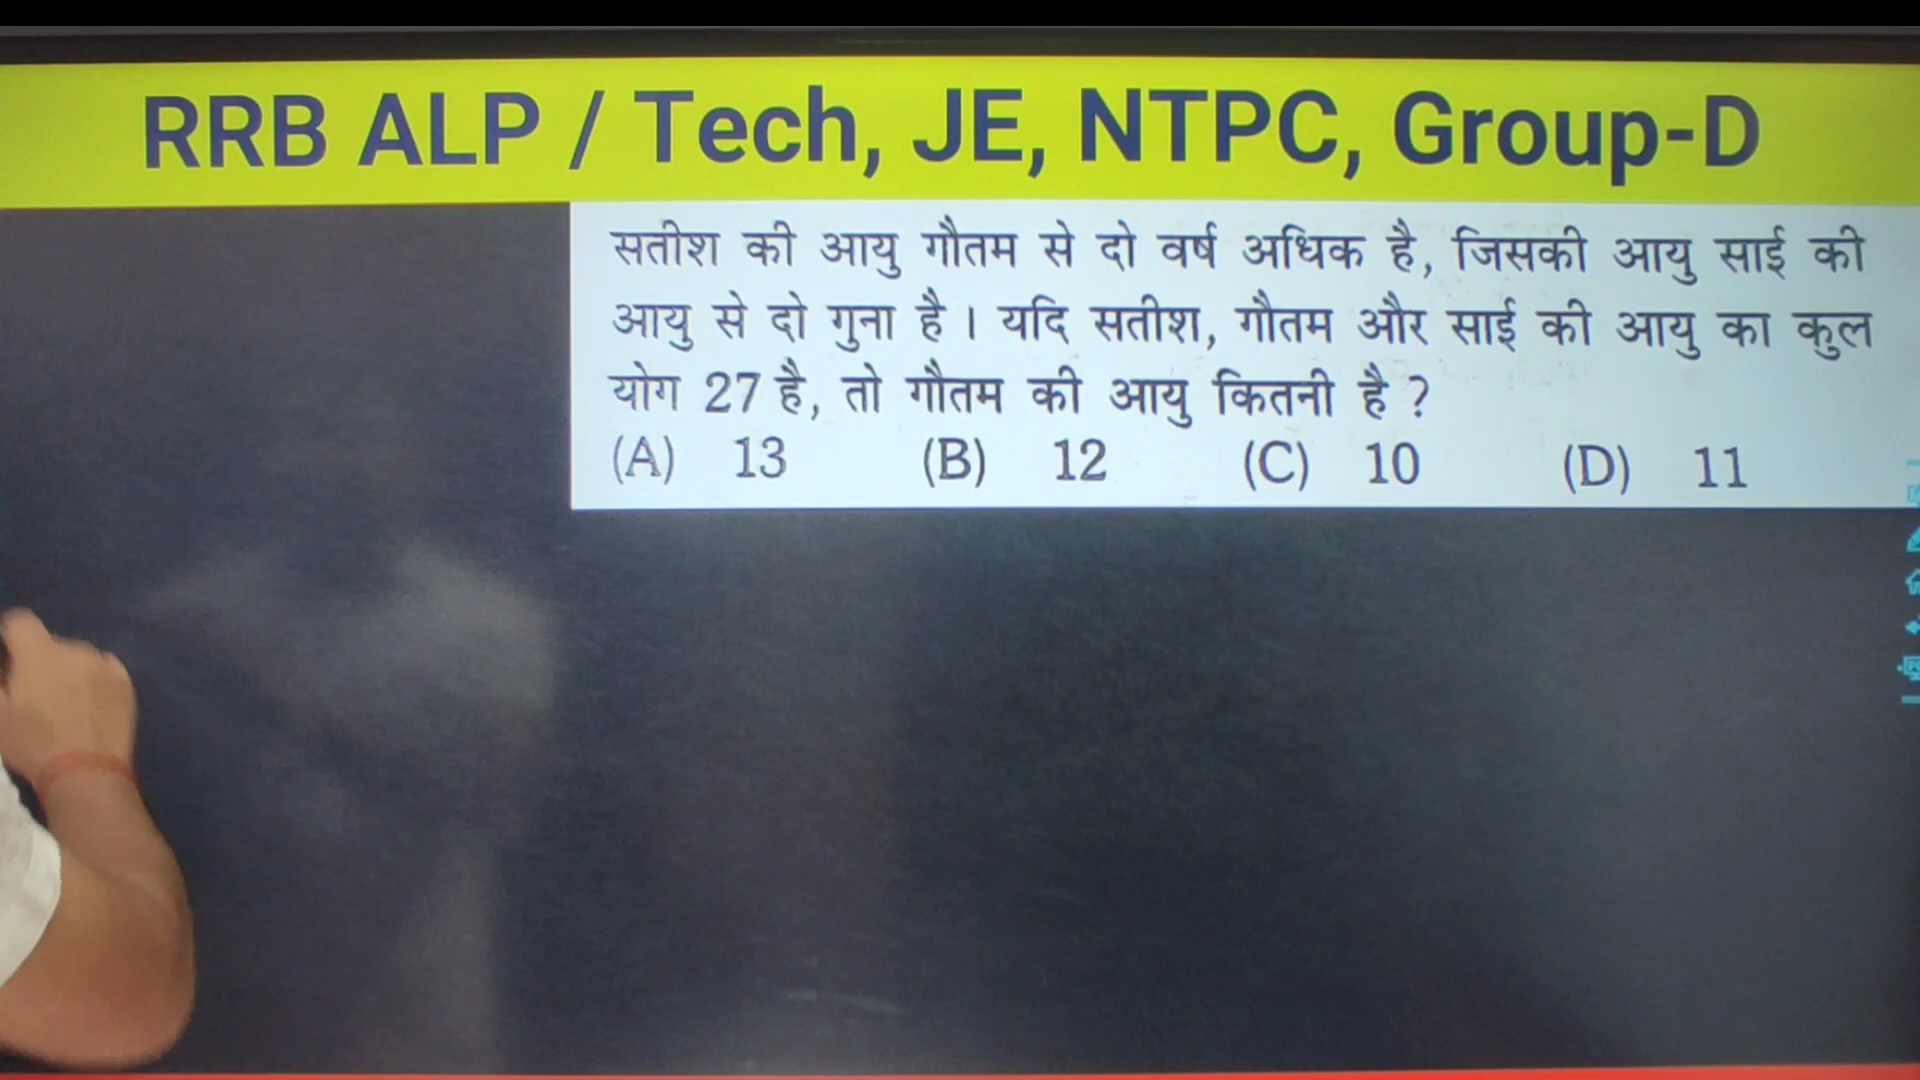 RRB ALP / Tech, JE, NTPC, Group-D
सतीश की आयु गौतम से दो वर्ष अधिक है, जिसकी आयु साई की
आयु से दो गुना है। यदि सतीश, गौतम और साई की आयु का कुल
योग 27 है, तो गौतम की आयु कितनी है ?
(A) 13 (B) 12 (C) 10 (D) 11